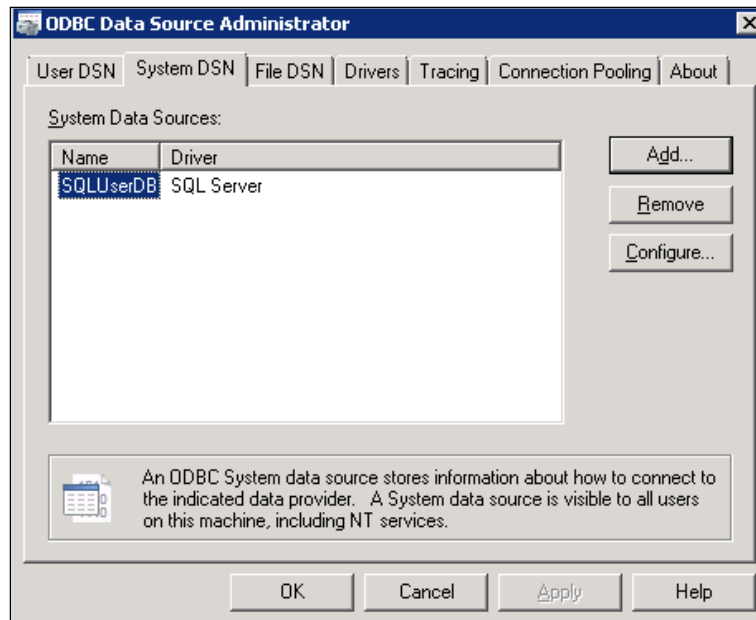 ODBC Data Source Administrator
User DSN System DSN File DSN Drivers Tracing Connection Pooling About
System Data Sources:
Name Driver
SQLUserDB SQL Server
Add...
Remove
Configure...
An ODBC System data source stores information about how to connect to
the indicated data provider. A System data source is visible to all users
on this machine, including NT services.
OK Cancel Apply Help